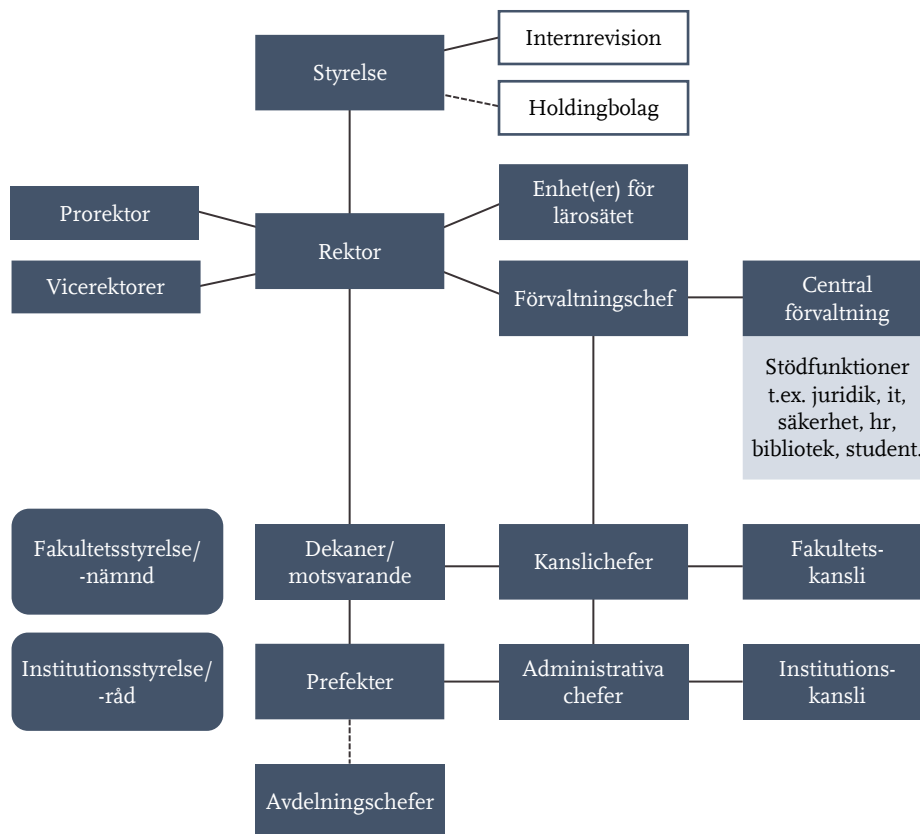 Internrevision
Styrelse
Holdingbolag
Enhet(er) för
lärosätet
Prorektor
Rektor
Vicerektorer
Förvaltningschef
Central
förvaltning
Stödfunktioner
t.ex. juridik, it,
säkerhet, hr,
bibliotek, student.
Fakultetsstyrelse/
-nämnd
Dekaner/
motsvarande
Kanslichefer
Fakultets-
kansli
Institutionsstyrelse/
-råd
Prefekter
Administrativa
chefer
Institutions-
kansli
Avdelningschefer